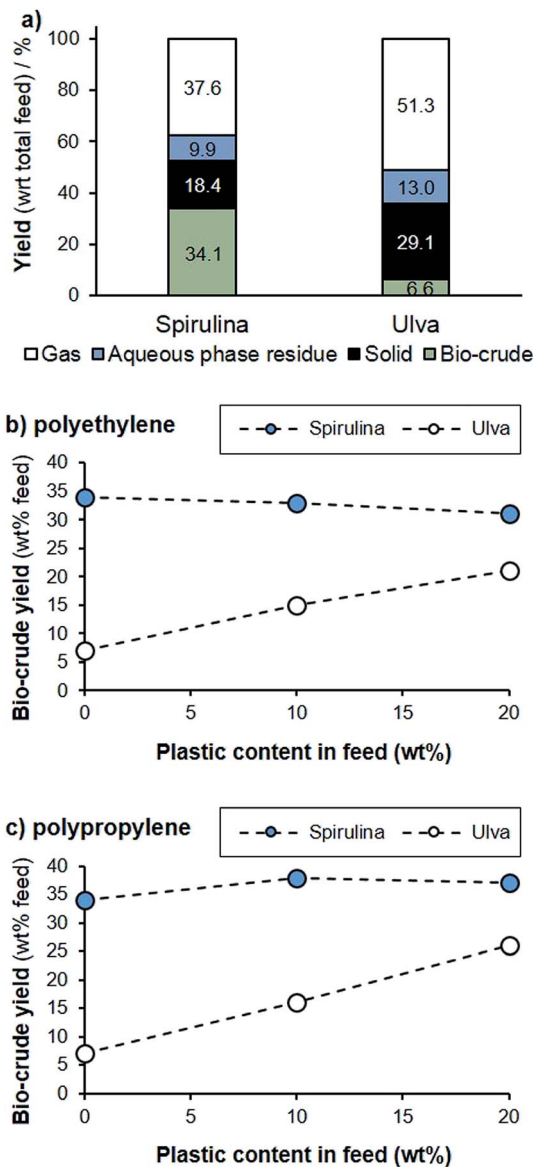 a)
Yield (wrt total feed) / %
100
80
60
40
20
0
37.6
9.9
18.4
34.1
51.3
13.0
29.1
6.6
Spirulina Ulva
Gas Aqueous phase residue Solid Bio-crude
b) polyethylene
Spirulina Ulva
Bio-crude yield (wt% feed)
40
35
30
25
20
15
10
5
0
0 5 10 15 20
Plastic content in feed (wt%)
c) polypropylene
Spirulina Ulva
Bio-crude yield (wt% feed)
40
35
30
25
20
15
10
5
0
0 5 10 15 20
Plastic content in feed (wt%)